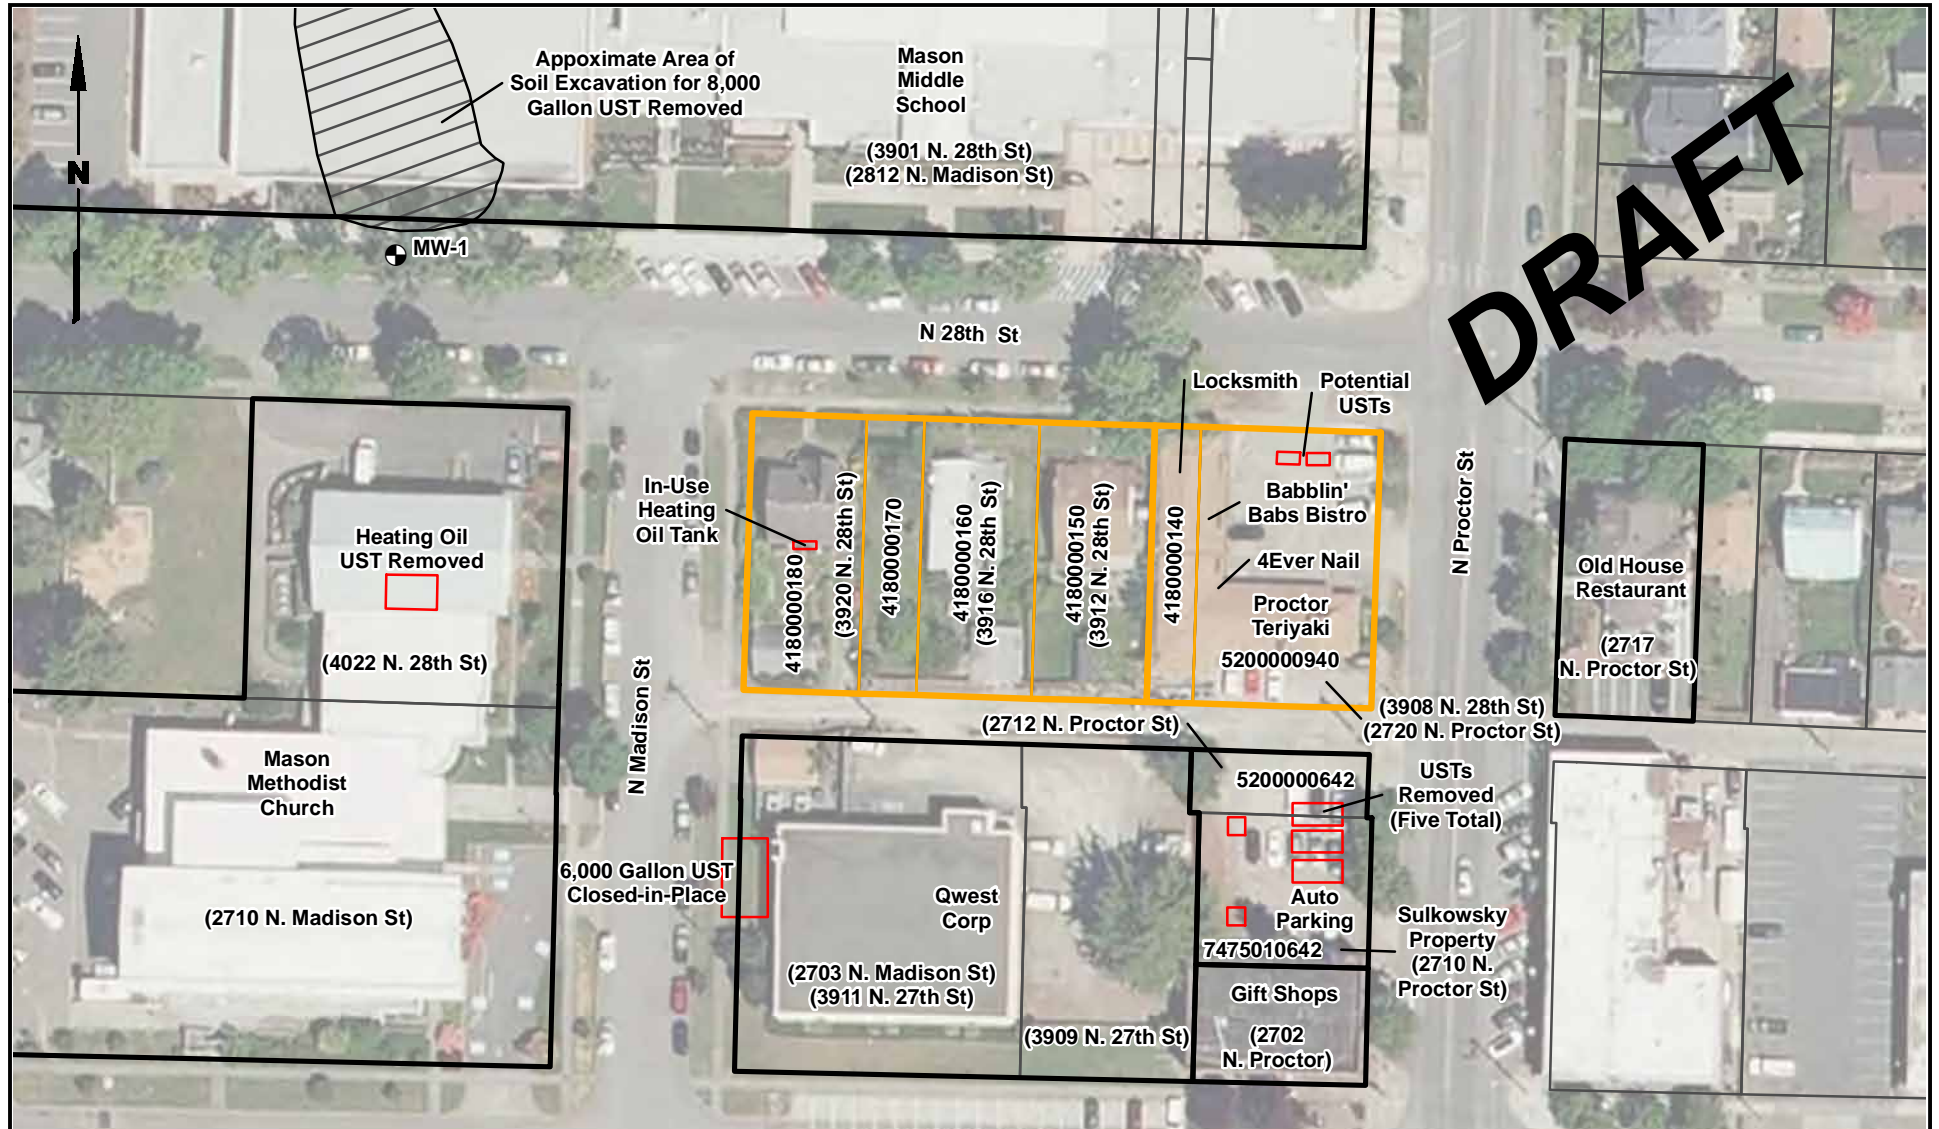 Appoximate Area of
Soil Excavation for 8,000
Gallon UST Removed
Mason
Middle
School
(3901 N. 28th St)
(2812 N. Madison St)
DRAFT
N
MW-1
N 28th St
Locksmith
Potential
USTs
In-Use
Heating
Oil Tank
4180000180
(3920 N. 28th St)
4180000170
4180000160
(3916 N. 28th St)
4180000150
(3912 N. 28th St)
4180000140
Babblin'
Babs Bistro
4Ever Nail
Proctor
Teriyaki
5200000940
N Proctor St
Old House
Restaurant
(2717
N. Proctor St)
Heating Oil
UST Removed
(4022 N. 28th St)
N Madison St
(2712 N. Proctor St)
(3908 N. 28th St)
(2720 N. Proctor St)
Mason
Methodist
Church
(2710 N. Madison St)
6,000 Gallon UST
Closed-in-Place
Qwest
Corp
(2703 N. Madison St)
(3911 N. 27th St)
(3909 N. 27th St)
5200000642
USTs
Removed
(Five Total)
Auto
Parking
7475010642
Sulkowsky
Property
(2710 N.
Proctor St)
Gift Shops
(2702
N. Proctor)